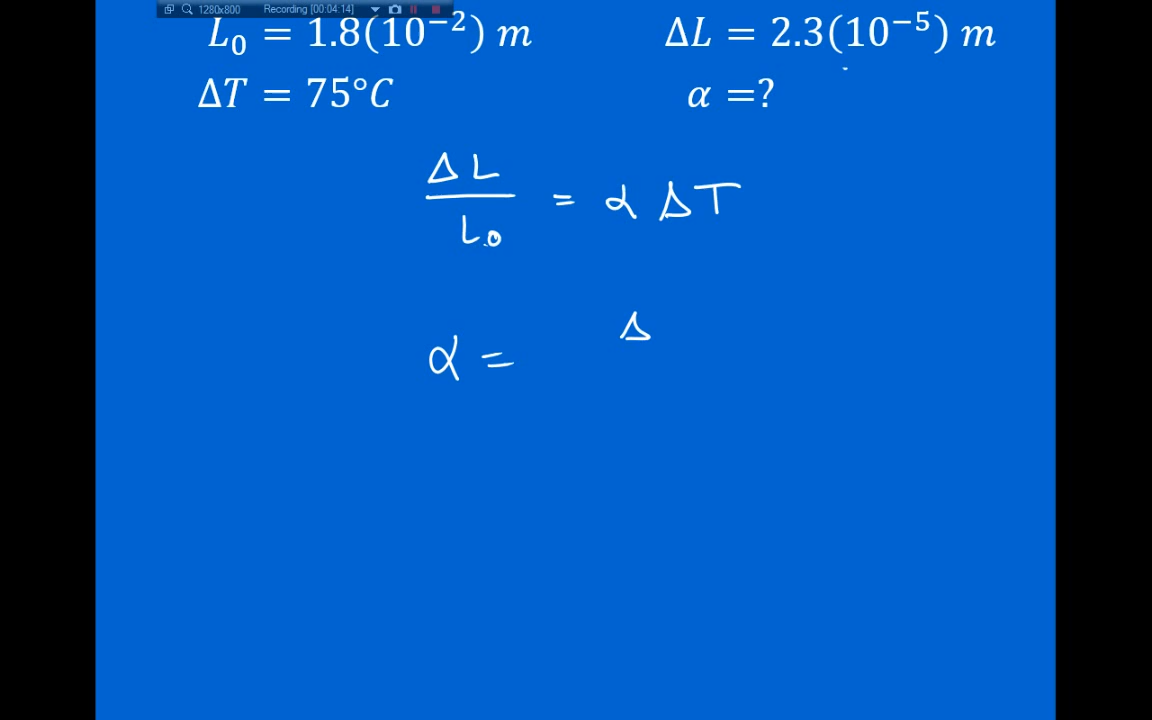 1280x800 Recording [00:04:14]
L₀ = 1.8(10⁻²) m ΔL = 2.3(10⁻⁵) m
ΔT = 75°C α =?
ΔL
/ L₀ = α ΔT
Δ
α =